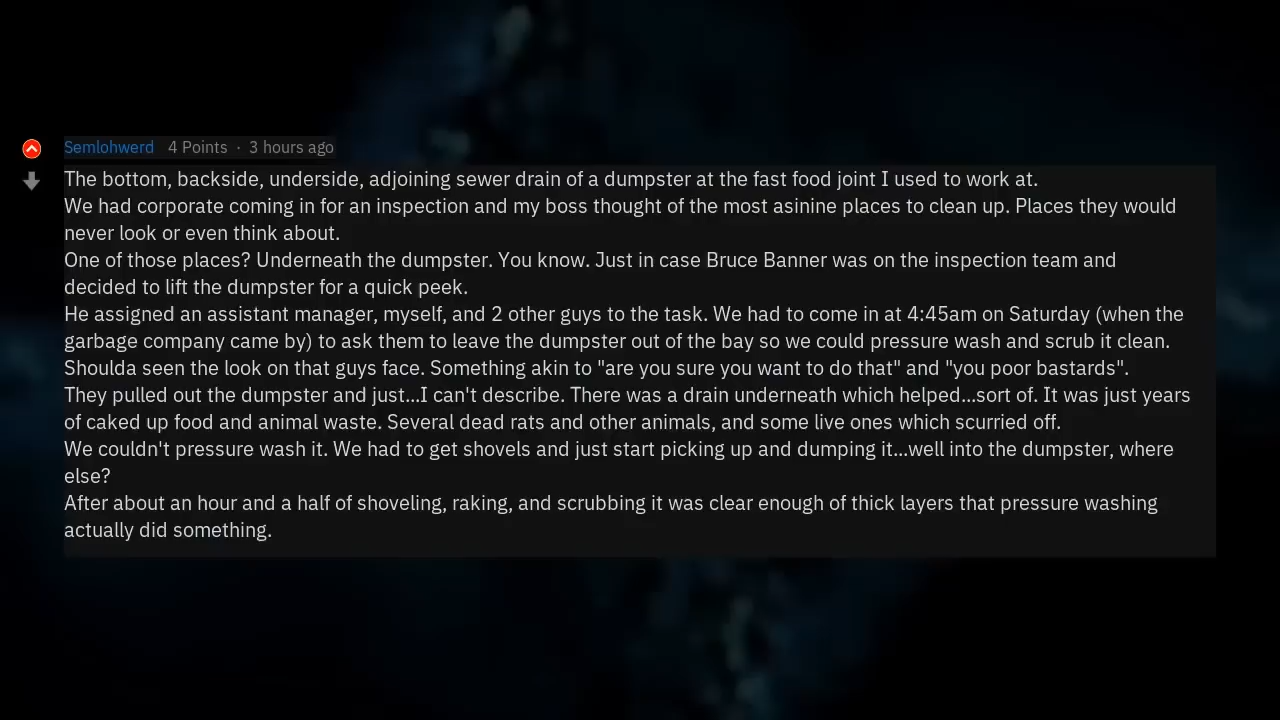 Semlohwerd 4 Points · 3 hours ago
The bottom, backside, underside, adjoining sewer drain of a dumpster at the fast food joint I used to work at.
We had corporate coming in for an inspection and my boss thought of the most asinine places to clean up. Places they would
never look or even think about.
One of those places? Underneath the dumpster. You know. Just in case Bruce Banner was on the inspection team and
decided to lift the dumpster for a quick peek.
He assigned an assistant manager, myself, and 2 other guys to the task. We had to come in at 4:45am on Saturday (when the
garbage company came by) to ask them to leave the dumpster out of the bay so we could pressure wash and scrub it clean.
Shoulda seen the look on that guys face. Something akin to "are you sure you want to do that" and "you poor bastards".
They pulled out the dumpster and just...I can't describe. There was a drain underneath which helped...sort of. It was just years
of caked up food and animal waste. Several dead rats and other animals, and some live ones which scurried off.
We couldn't pressure wash it. We had to get shovels and just start picking up and dumping it...well into the dumpster, where
else?
After about an hour and a half of shoveling, raking, and scrubbing it was clear enough of thick layers that pressure washing
actually did something.